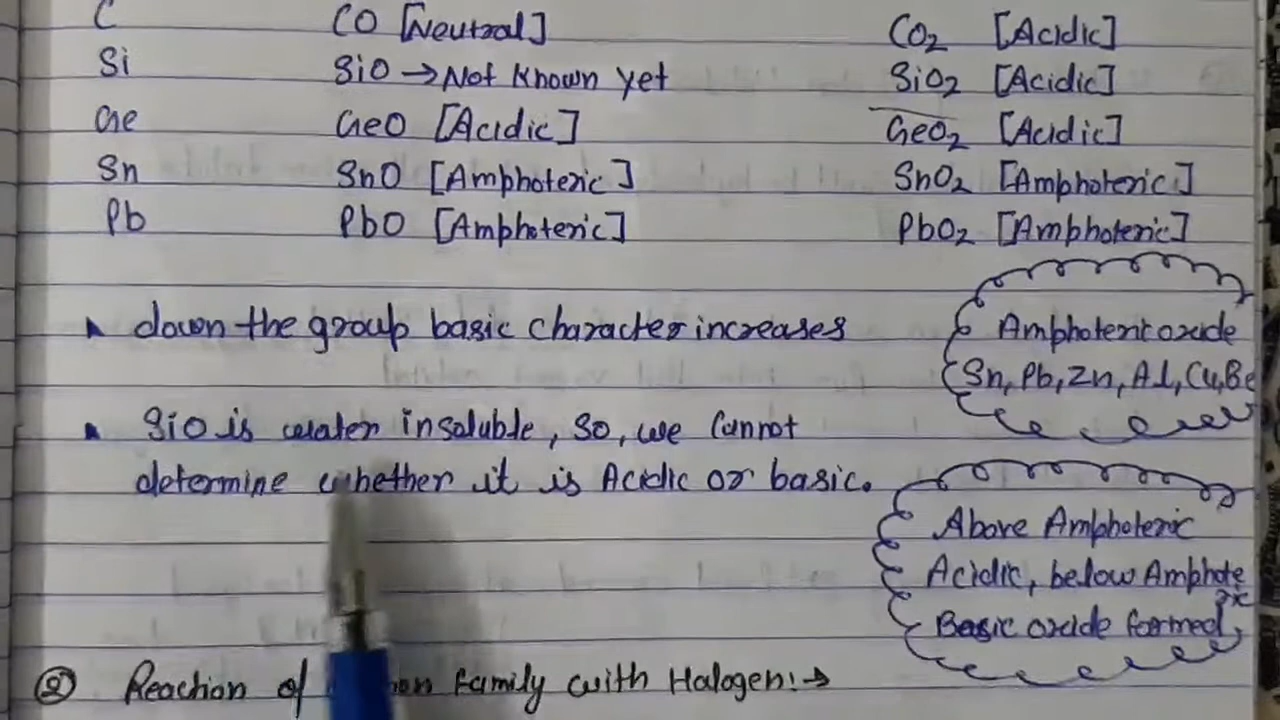 C CO [Neutral] CO2 [Acidic]
Si SiO → Not Known yet SiO2 [Acidic]
Ge GeO [Acidic] GeO2 [Acidic]
Sn SnO [Amphoteric] SnO2 [Amphoteric]
Pb PbO [Amphoteric] PbO2 [Amphoteric]
down the group basic character increases
Amphoteric oxide
Sn, Pb, Zn, Al, Cu, Be
SiO is water insoluble, so, we cannot
determine whether it is Acidic or basic.
Above Amphoteric
Acidic, below Amphoteric
Basic oxide formed,
② Reaction of family with Halogen:→